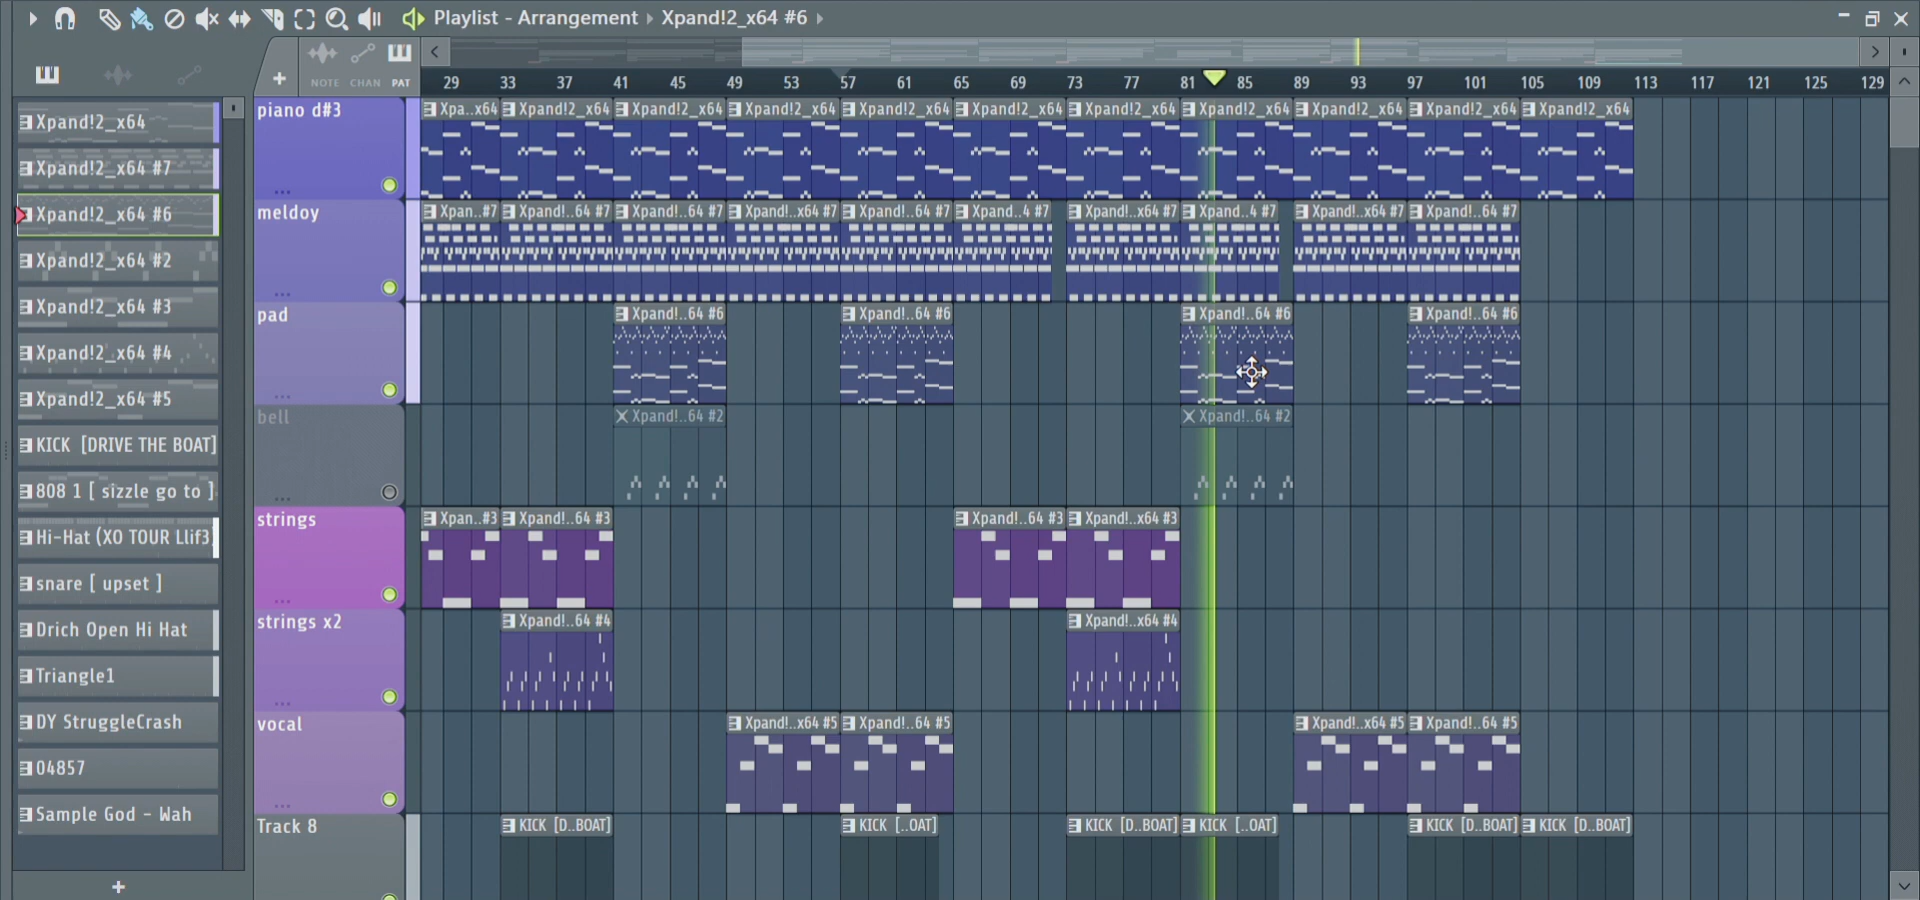 Playlist - Arrangement ▸ Xpand!2_x64 #6 ▸
NOTE CHAN PAT
29 33 37 41 45 49 53 57 61 65 69 73 77 81 85 89 93 97 101 105 109 113 117 121 125 129
Xpand!2_x64
Xpand!2_x64 #7
Xpand!2_x64 #6
Xpand!2_x64 #2
Xpand!2_x64 #3
Xpand!2_x64 #4
Xpand!2_x64 #5
KICK [DRIVE THE BOAT]
808 1 [ sizzle go to ]
Hi-Hat (XO TOUR Llif3)
snare [ upset ]
Drich Open Hi Hat
Triangle1
DY StruggleCrash
04857
Sample God - Wah
+
piano d#3
Xpa..x64 Xpand!2_x64 Xpand!2_x64 Xpand!2_x64 Xpand!2_x64 Xpand!2_x64 Xpand!2_x64 Xpand!2_x64 Xpand!2_x64 Xpand!2_x64 Xpand!2_x64
meldoy
Xpan..#7 Xpand!..64 #7 Xpand!..64 #7 Xpand!..x64 #7 Xpand!..64 #7 Xpand..4 #7 Xpand!..x64 #7 Xpand..4 #7 Xpand!..x64 #7 Xpand!..64 #7
pad
Xpand!..64 #6 Xpand!..64 #6 Xpand!..64 #6 Xpand!..64 #6
bell
Xpand!..64 #2 Xpand!..64 #2
strings
Xpan..#3 Xpand!..64 #3 Xpand!..64 #3 Xpand!..x64 #3
strings x2
Xpand!..64 #4 Xpand!..x64 #4
vocal
Xpand!..x64 #5 Xpand!..64 #5 Xpand!..x64 #5 Xpand!..64 #5
Track 8
KICK [D..BOAT] KICK [..OAT] KICK [D..BOAT] KICK [..OAT] KICK [D..BOAT] KICK [D..BOAT]